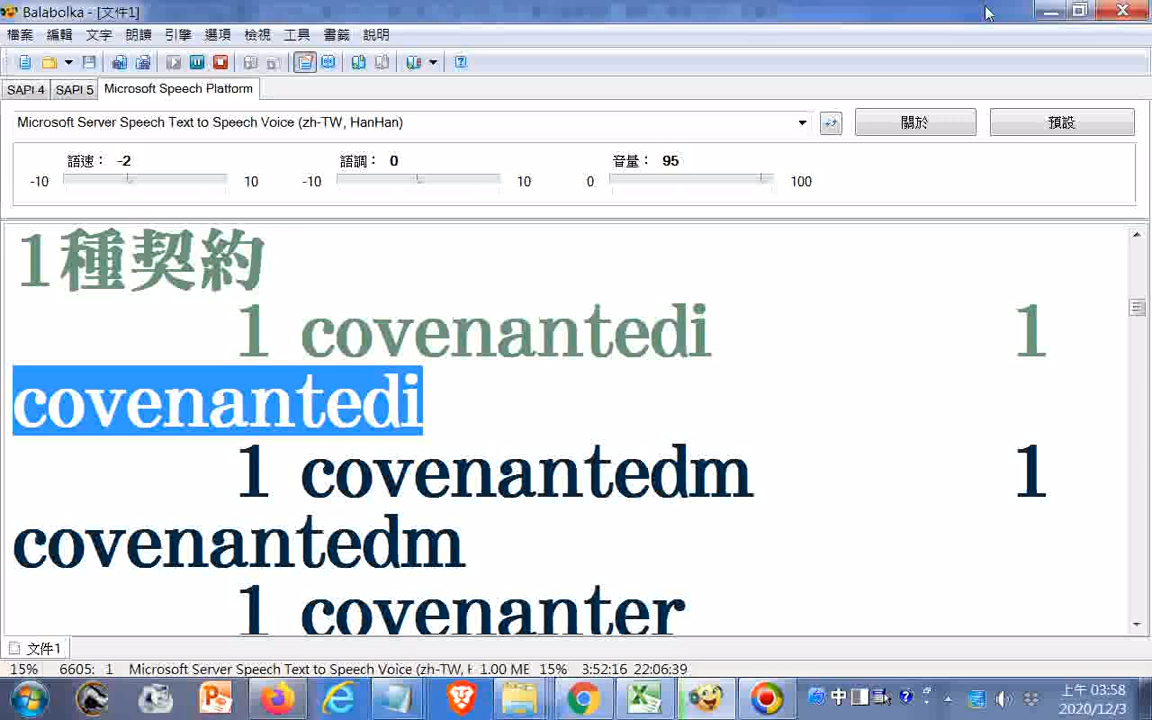 Balabolka - [文件1]
檔案 編輯 文字 朗讀 引擎 選項 檢視 工具 書籤 說明
SAPI 4 SAPI 5 Microsoft Speech Platform
Microsoft Server Speech Text to Speech Voice (zh-TW, HanHan) 關於 預設
語速： -2 語調： 0 音量： 95
-10 10 -10 10 0 100
1種契約
1 covenantedi 1
covenantedi
1 covenantedm 1
covenantedm
1 covenanter
文件1
15% 6605: 1 Microsoft Server Speech Text to Speech Voice (zh-TW, H 1.00 ME 15% 3:52:16 22:06:39
中 上午 03:58
2020/12/3